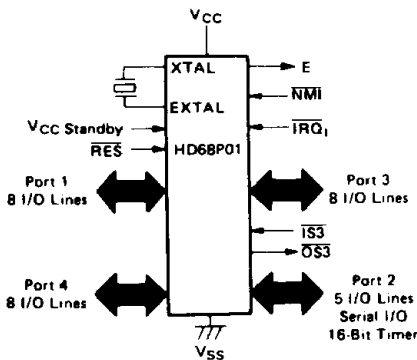 VCC
XTAL
E
EXTAL
NMI
VCC Standby
IRQ1
RES
HD68P01
Port 1
8 I/O Lines
Port 3
8 I/O Lines
IS3
OS3
Port 4
8 I/O Lines
Port 2
5 I/O Lines
Serial I/O
16-Bit Timer
VSS